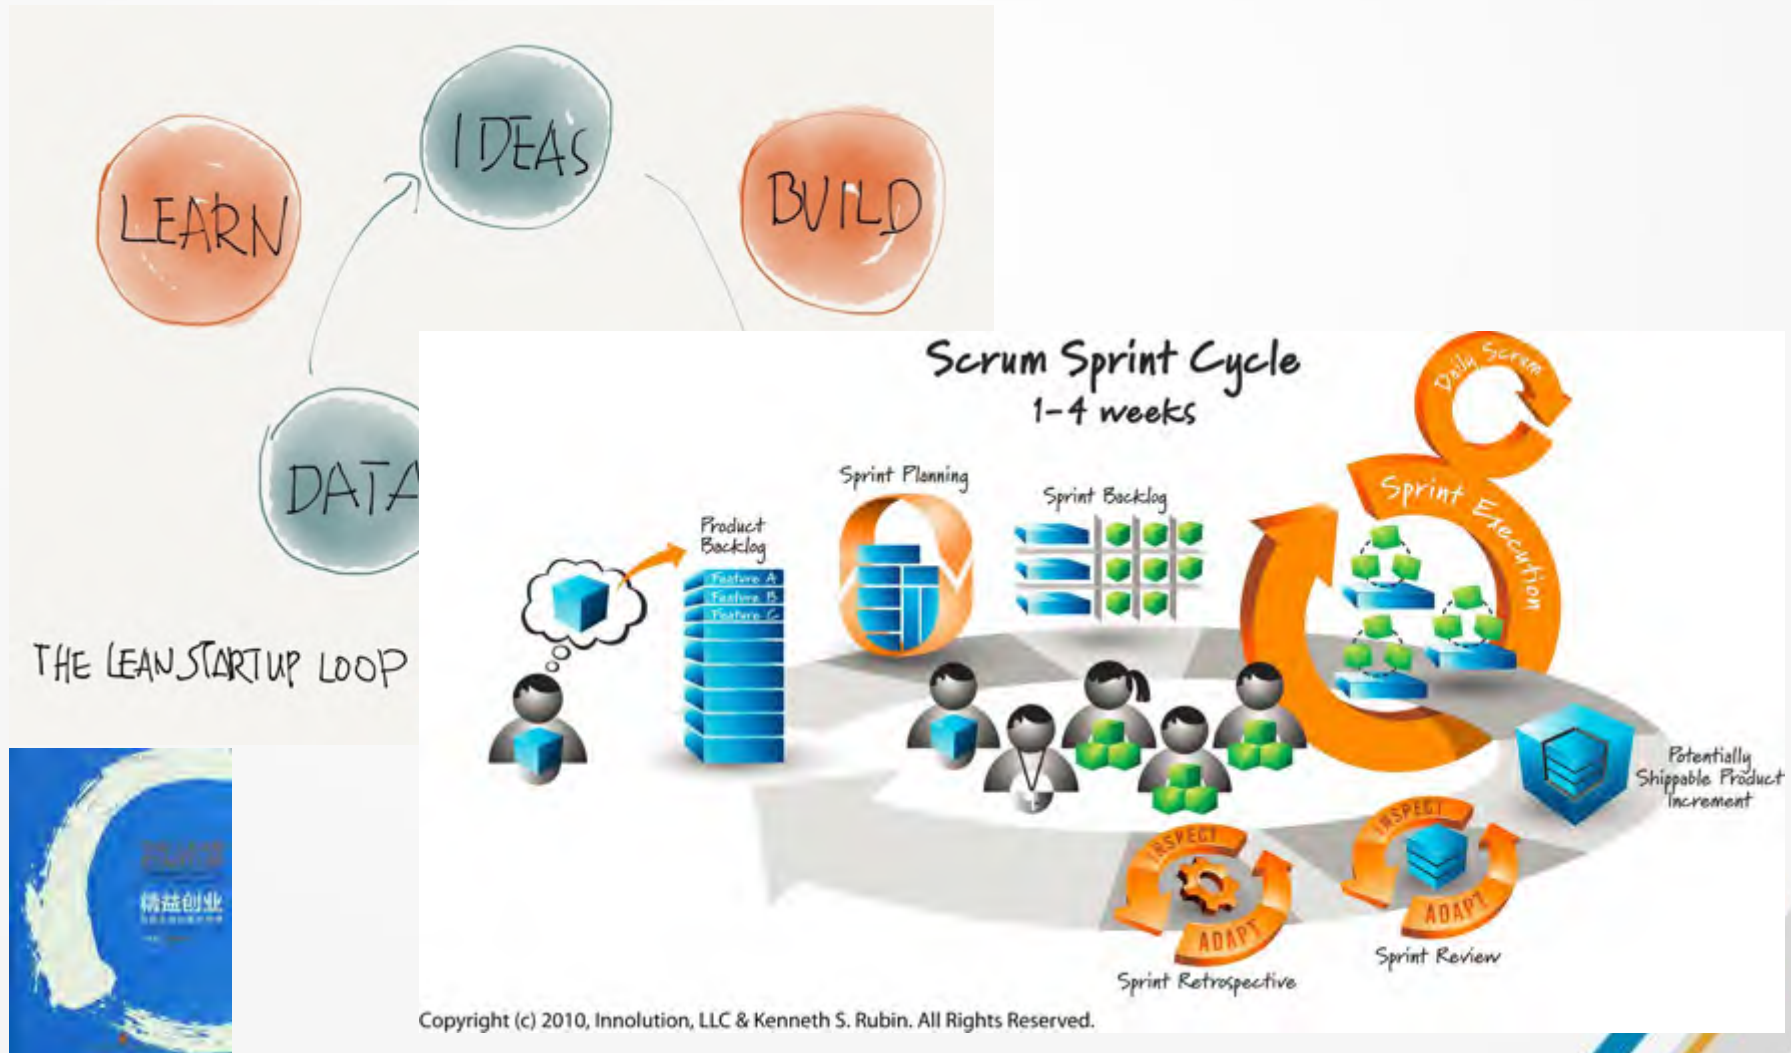 IDEAS
LEARN
BUILD
DATA
THE LEAN STARTUP LOOP
Scrum Sprint Cycle
1-4 weeks
Daily Scrum
Sprint Planning
Sprint Backlog
Sprint Execution
Product
Backlog
Feature A
Feature B
Feature C
Potentially
Shippable Product
Increment
INSPECT
ADAPT
Sprint Review
INSPECT
ADAPT
Sprint Retrospective
精益创业
Copyright (c) 2010, Innolution, LLC & Kenneth S. Rubin. All Rights Reserved.